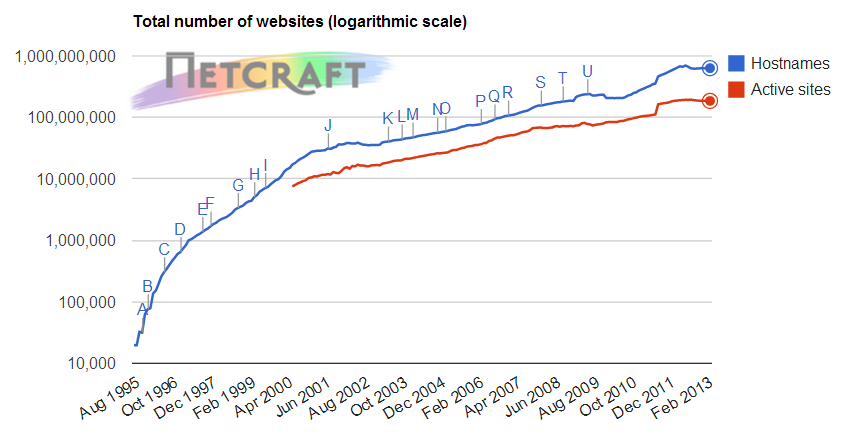 Total number of websites (logarithmic scale)
NETCRAFT
1,000,000,000
100,000,000
10,000,000
1,000,000
100,000
10,000
A
B
C
D
E
F
G
H
I
J
K
L
M
N
O
P
Q
R
S
T
U
Hostnames
Active sites
Aug 1995
Oct 1996
Dec 1997
Feb 1999
Apr 2000
Jun 2001
Aug 2002
Oct 2003
Dec 2004
Feb 2006
Apr 2007
Jun 2008
Aug 2009
Oct 2010
Dec 2011
Feb 2013